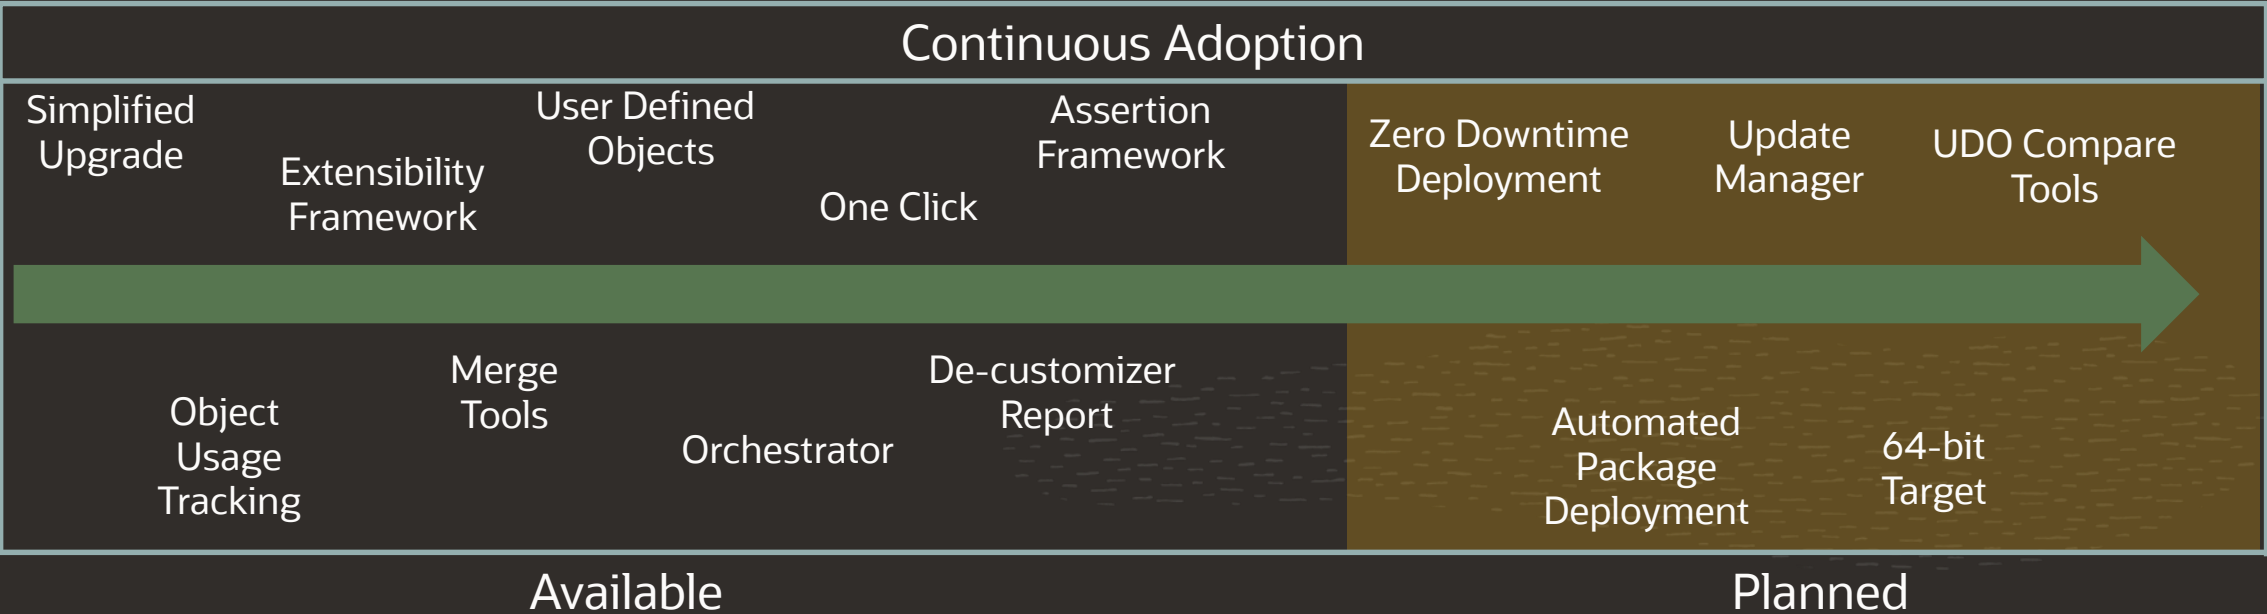 Continuous Adoption
Simplified
Upgrade
Extensibility
Framework
User Defined
Objects
One Click
Assertion
Framework
Zero Downtime
Deployment
Update
Manager
UDO Compare
Tools
Object
Usage
Tracking
Merge
Tools
Orchestrator
De-customizer
Report
Automated
Package
Deployment
64-bit
Target
Available
Planned